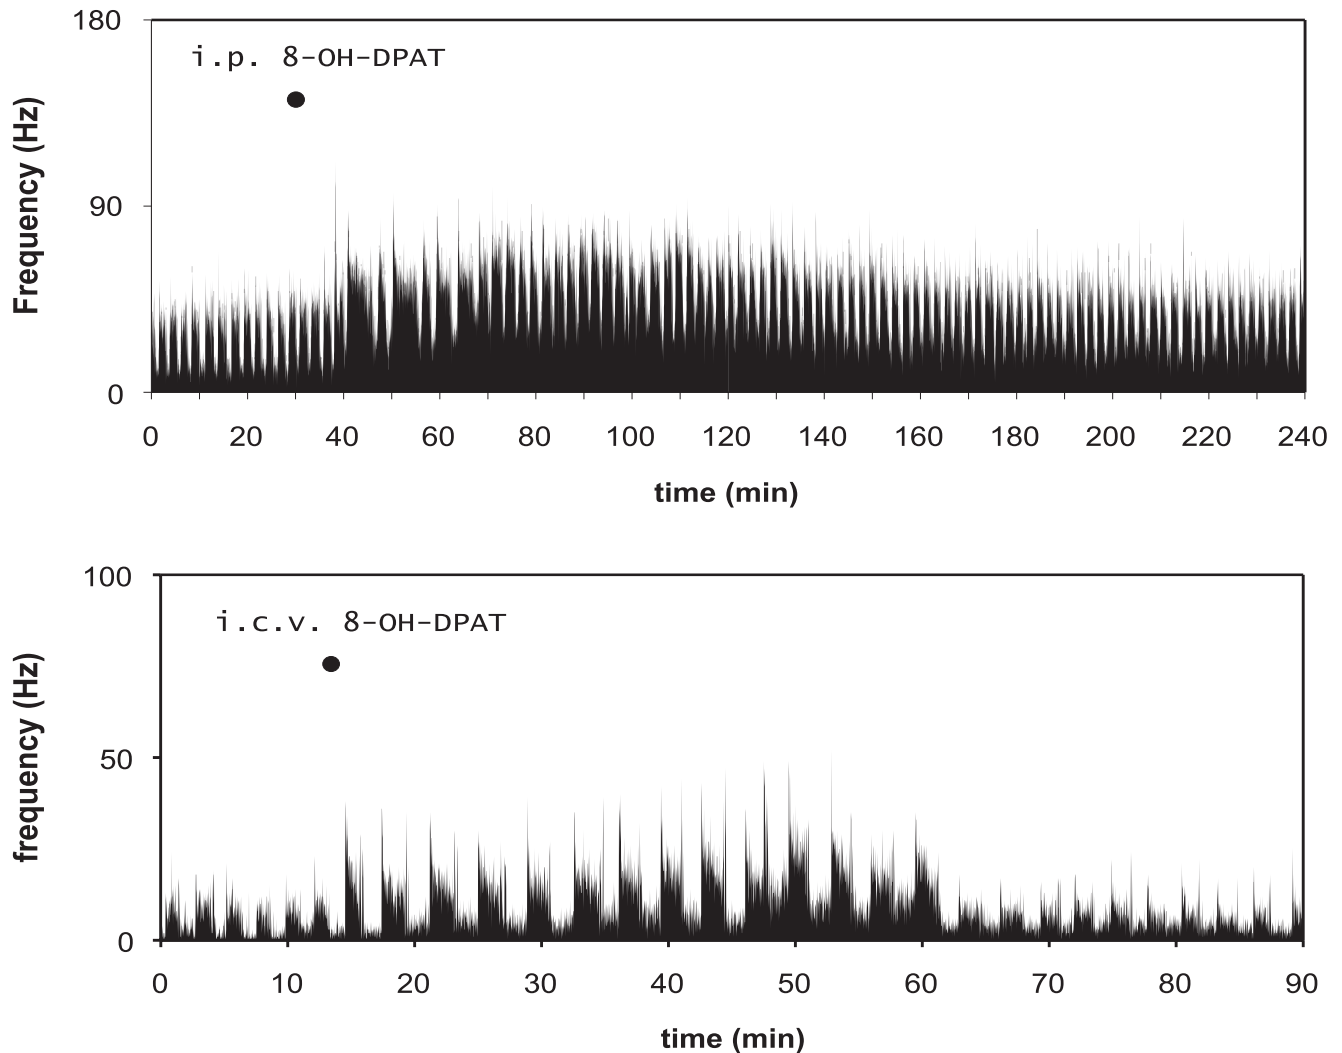 180
i.p. 8-OH-DPAT
Frequency (Hz)
90
0
0 20 40 60 80 100 120 140 160 180 200 220 240
time (min)
100
i.c.v. 8-OH-DPAT
frequency (Hz)
50
0
0 10 20 30 40 50 60 70 80 90
time (min)